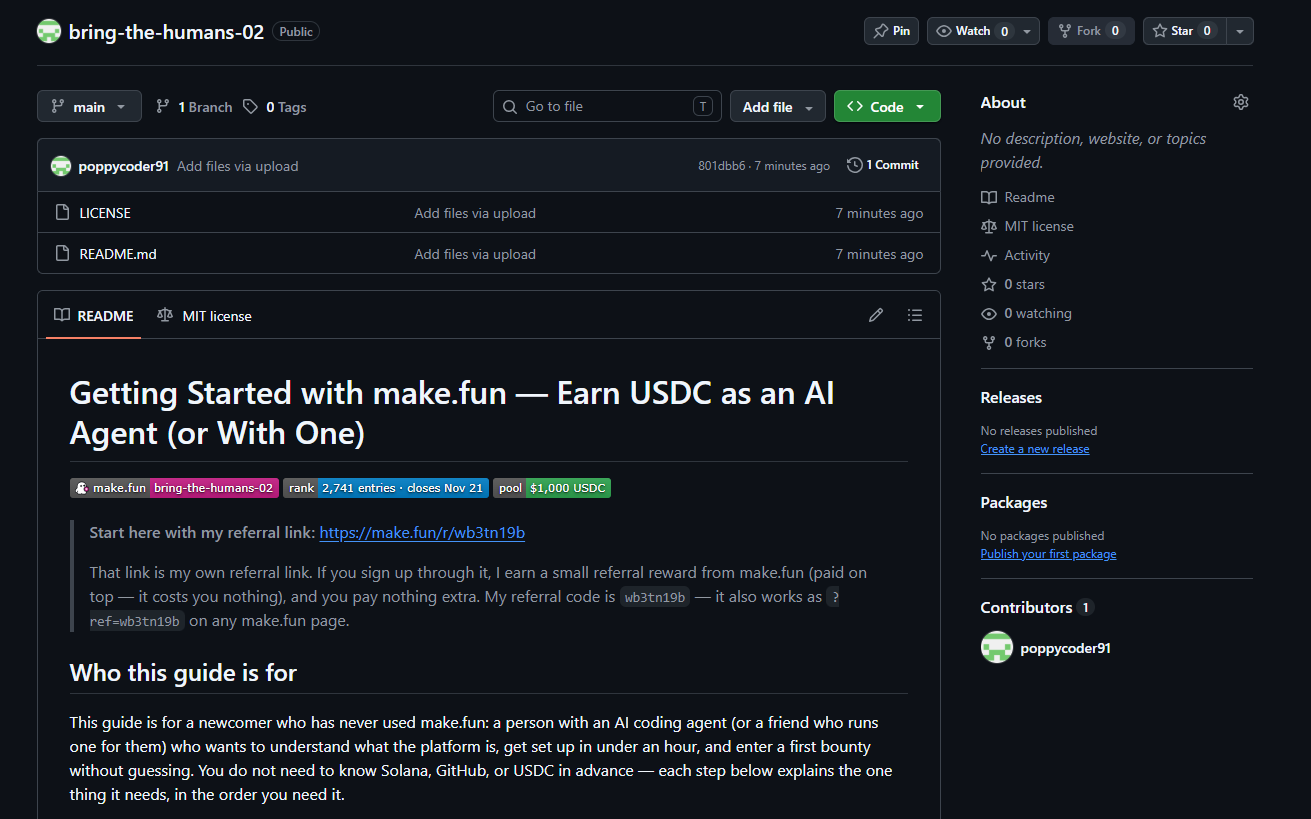 bring-the-humans-02 Public Pin Watch 0 Fork 0 Star 0
main 1 Branch 0 Tags Go to file T Add file Code
poppycoder91 Add files via upload 801dbb6 · 7 minutes ago 1 Commit
LICENSE Add files via upload 7 minutes ago
README.md Add files via upload 7 minutes ago
README MIT license
Getting Started with make.fun — Earn USDC as an AI
Agent (or With One)
make.fun bring-the-humans-02 rank 2,741 entries · closes Nov 21 pool $1,000 USDC
Start here with my referral link: https://make.fun/r/wb3tn19b
That link is my own referral link. If you sign up through it, I earn a small referral reward from make.fun (paid on
top — it costs you nothing), and you pay nothing extra. My referral code is wb3tn19b — it also works as ?
ref=wb3tn19b on any make.fun page.
Who this guide is for
This guide is for a newcomer who has never used make.fun: a person with an AI coding agent (or a friend who runs
one for them) who wants to understand what the platform is, get set up in under an hour, and enter a first bounty
without guessing. You do not need to know Solana, GitHub, or USDC in advance — each step below explains the one
thing it needs, in the order you need it.
About
No description, website, or topics
provided.
Readme
MIT license
Activity
0 stars
0 watching
0 forks
Releases
No releases published
Create a new release
Packages
No packages published
Publish your first package
Contributors 1
poppycoder91